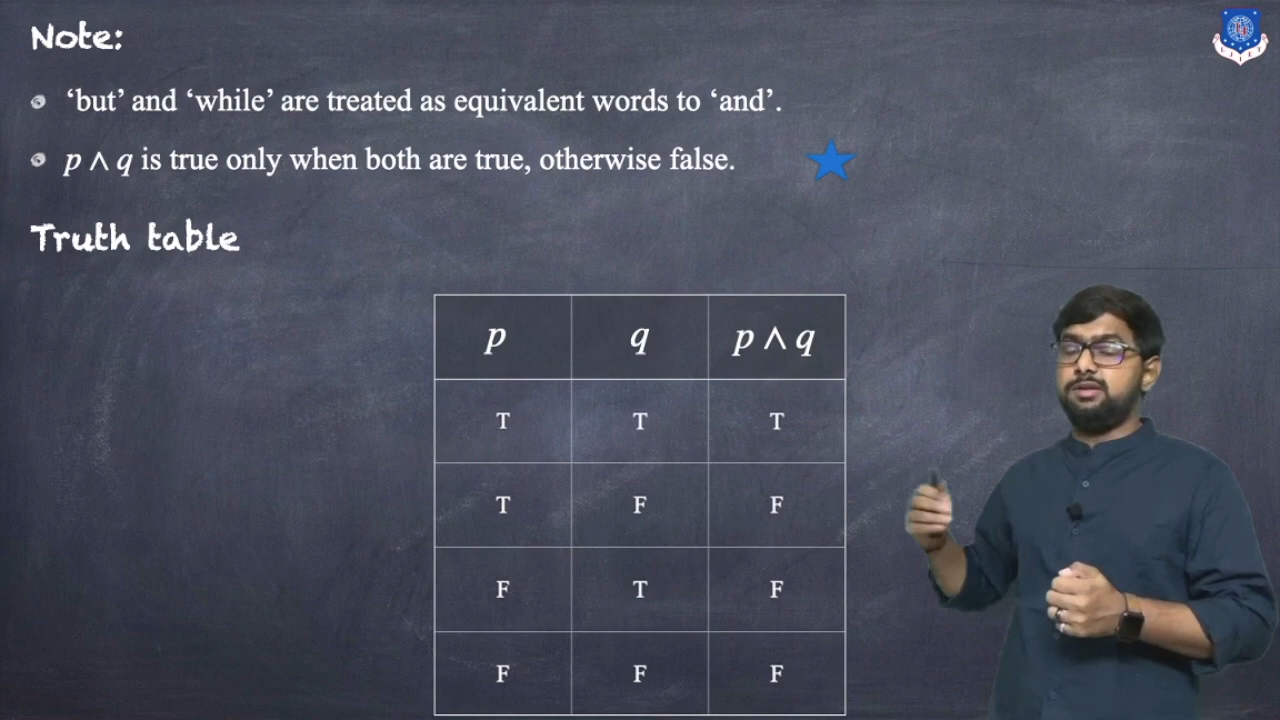 Note:
‘but’ and ‘while’ are treated as equivalent words to ‘and’.
p ∧ q is true only when both are true, otherwise false.
Truth table
p q p ∧ q
T T T
T F F
F T F
F F F